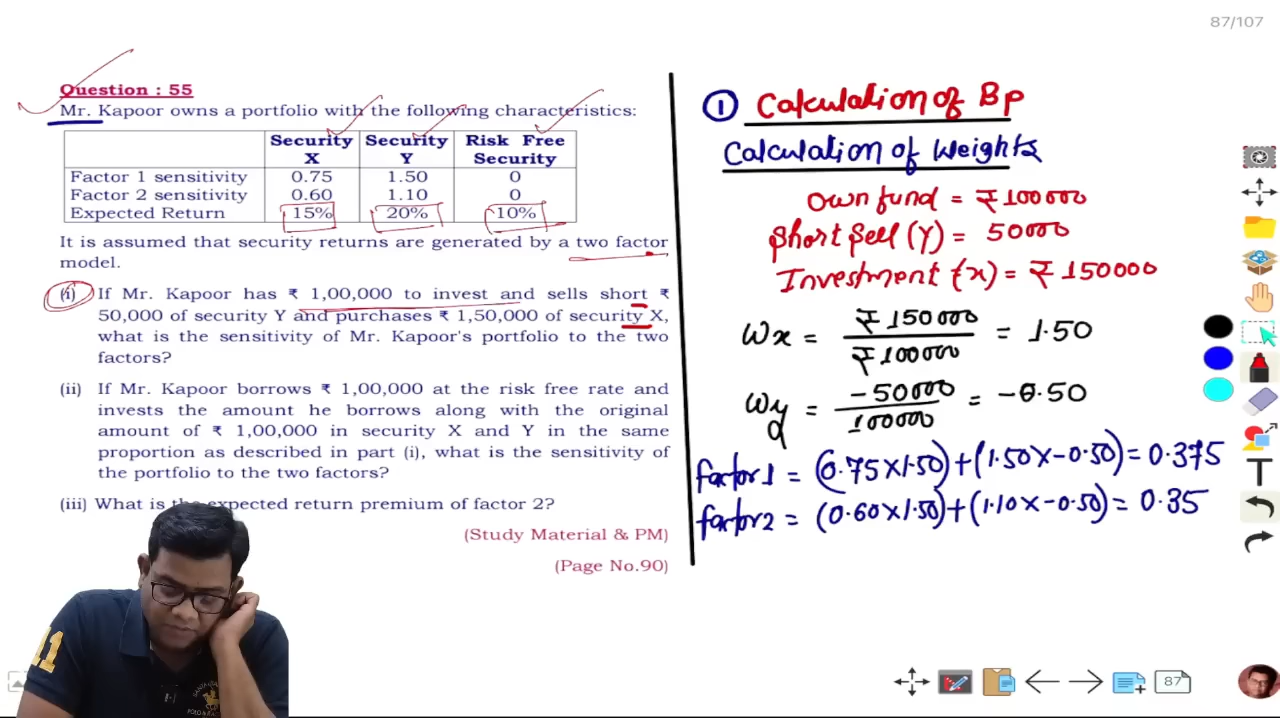 87/107
Question : 55
Mr. Kapoor owns a portfolio with the following characteristics:
Security X Security Y Risk Free Security
Factor 1 sensitivity 0.75 1.50 0
Factor 2 sensitivity 0.60 1.10 0
Expected Return 15% 20% 10%
It is assumed that security returns are generated by a two factor
model.
(i) If Mr. Kapoor has ₹ 1,00,000 to invest and sells short ₹
50,000 of security Y and purchases ₹ 1,50,000 of security X,
what is the sensitivity of Mr. Kapoor's portfolio to the two
factors?
(ii) If Mr. Kapoor borrows ₹ 1,00,000 at the risk free rate and
invests the amount he borrows along with the original
amount of ₹ 1,00,000 in security X and Y in the same
proportion as described in part (i), what is the sensitivity of
the portfolio to the two factors?
(iii) What is the expected return premium of factor 2?
(Study Material & PM)
(Page No.90)
① Calculation of Bp
Calculation of Weights
Own fund = ₹100000
Short Sell (Y) = 50000
Investment (x) = ₹150000
Wx = ₹150000 / ₹100000 = 1.50
Wy = -50000 / 100000 = -0.50
factor1 = (0.75×1.50)+(1.50×-0.50)=0.375
factor2 = (0.60×1.50)+(1.10×-0.50)=0.35
87
11